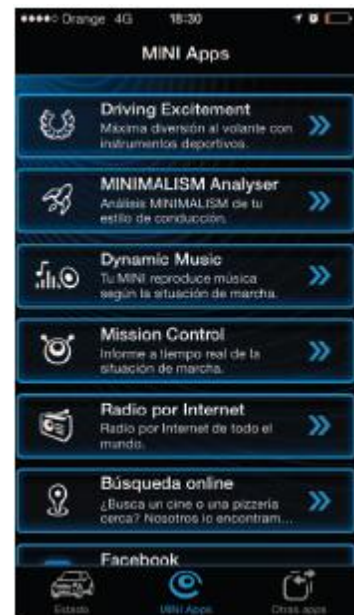 Orange 4G 18:30
MINI Apps
Driving Excitement
Máxima diversión al volante con
instrumentos deportivos.
MINIMALISM Analyser
Análisis MINIMALISM de tu
estilo de conducción.
Dynamic Music
Tu MINI reproduce música
según la situación de marcha.
Mission Control
Informe a tiempo real de la
situación de marcha.
Radio por Internet
Radio por Internet de todo el
mundo.
Búsqueda online
¿Busca un cine o una pizzería
cerca? Nosotros lo encontram...
Facebook
Estado MINI Apps Otras apps